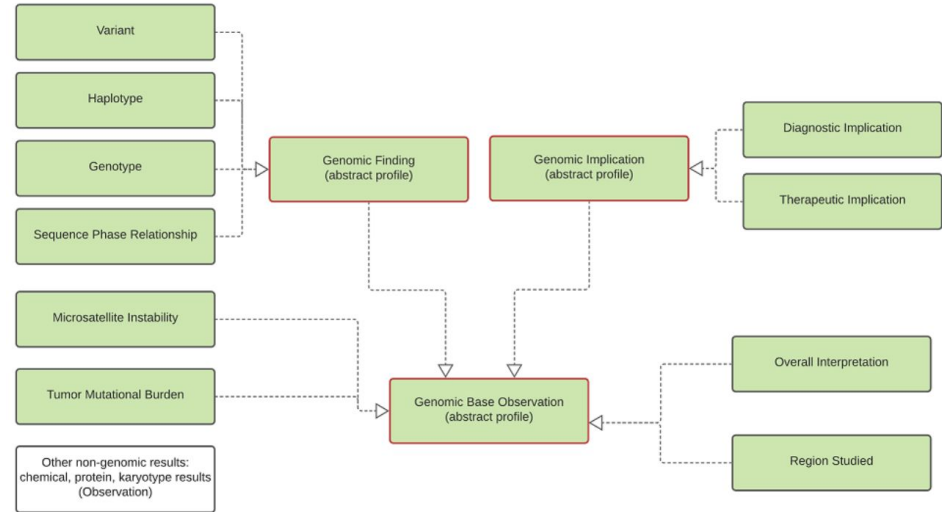 Variant
Haplotype
Genotype
Sequence Phase Relationship
Microsatellite Instability
Tumor Mutational Burden
Other non-genomic results:
chemical, protein, karyotype results
(Observation)
Genomic Finding
(abstract profile)
Genomic Implication
(abstract profile)
Genomic Base Observation
(abstract profile)
Diagnostic Implication
Therapeutic Implication
Overall Interpretation
Region Studied